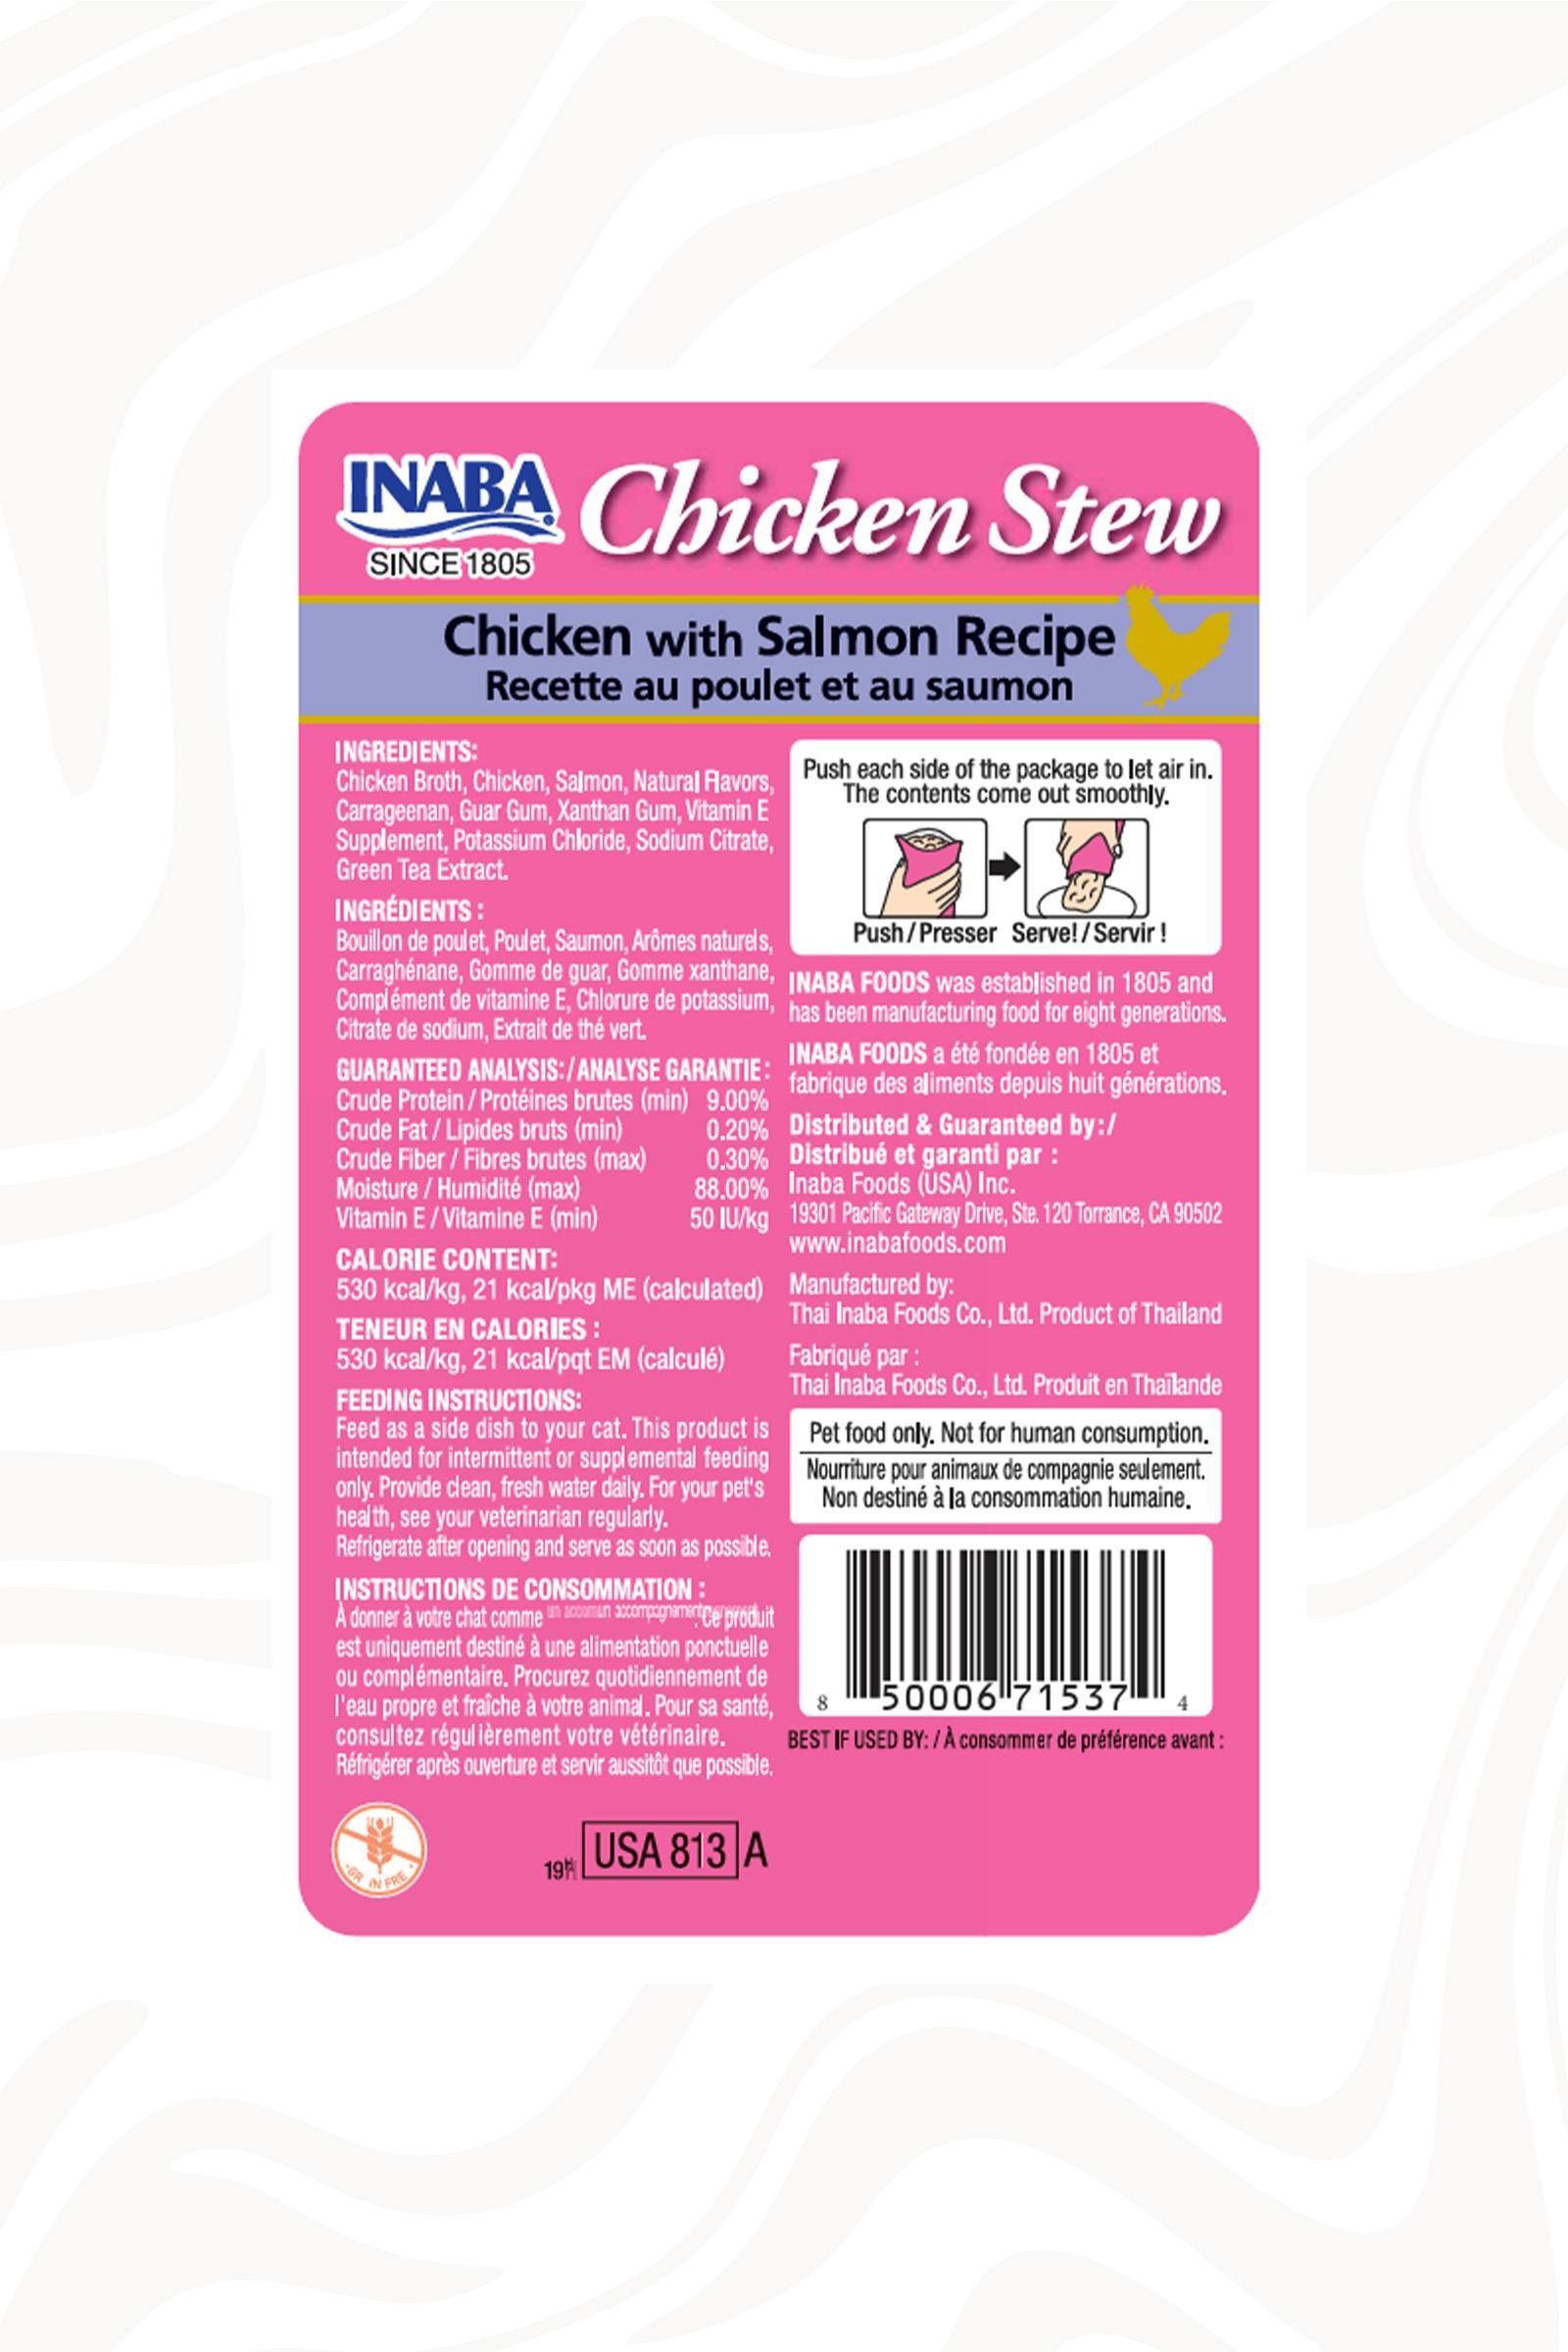 INABA
SINCE 1805
Chicken Stew
Chicken with Salmon Recipe
Recette au poulet et au saumon
INGREDIENTS:
Chicken Broth, Chicken, Salmon, Natural Flavors,
Carrageenan, Guar Gum, Xanthan Gum, Vitamin E
Supplement, Potassium Chloride, Sodium Citrate,
Green Tea Extract.
INGRÉDIENTS :
Bouillon de poulet, Poulet, Saumon, Arômes naturels,
Carraghénane, Gomme de guar, Gomme xanthane,
Complément de vitamine E, Chlorure de potassium,
Citrate de sodium, Extrait de thé vert.
GUARANTEED ANALYSIS: / ANALYSE GARANTIE :
Crude Protein / Protéines brutes (min) 9.00%
Crude Fat / Lipides bruts (min) 0.20%
Crude Fiber / Fibres brutes (max) 0.30%
Moisture / Humidité (max) 88.00%
Vitamin E / Vitamine E (min) 50 IU/kg
CALORIE CONTENT:
530 kcal/kg, 21 kcal/pkg ME (calculated)
TENEUR EN CALORIES :
530 kcal/kg, 21 kcal/pqt EM (calculé)
FEEDING INSTRUCTIONS:
Feed as a side dish to your cat. This product is
intended for intermittent or supplemental feeding
only. Provide clean, fresh water daily. For your pet's
health, see your veterinarian regularly.
Refrigerate after opening and serve as soon as possible.
INSTRUCTIONS DE CONSOMMATION :
À donner à votre chat comme . Ce produit
est uniquement destiné à une alimentation ponctuelle
ou complémentaire. Procurez quotidiennement de
l'eau propre et fraîche à votre animal. Pour sa santé,
consultez régulièrement votre vétérinaire.
Réfrigérer après ouverture et servir aussitôt que possible.
USA 813 A
Push each side of the package to let air in.
The contents come out smoothly.
Push / Presser Serve! / Servir !
INABA FOODS was established in 1805 and
has been manufacturing food for eight generations.
INABA FOODS a été fondée en 1805 et
fabrique des aliments depuis huit générations.
Distributed & Guaranteed by: /
Distribué et garanti par :
Inaba Foods (USA) Inc.
19301 Pacific Gateway Drive, Ste. 120 Torrance, CA 90502
www.inabafoods.com
Manufactured by:
Thai Inaba Foods Co., Ltd. Product of Thailand
Fabriqué par :
Thai Inaba Foods Co., Ltd. Produit en Thaïlande
Pet food only. Not for human consumption.
Nourriture pour animaux de compagnie seulement.
Non destiné à la consommation humaine.
8 50006 71537 4
BEST IF USED BY: / À consommer de préférence avant :